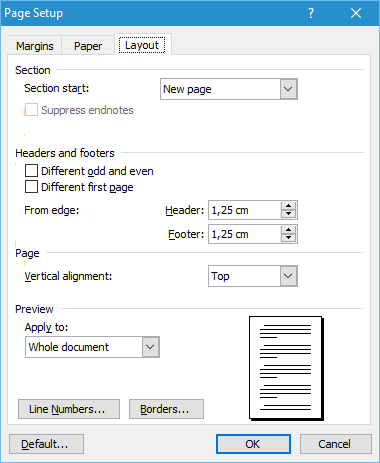 Page Setup
?
Margins Paper Layout
Section
Section start: New page
Suppress endnotes
Headers and footers
Different odd and even
Different first page
From edge: Header: 1,25 cm
Footer: 1,25 cm
Page
Vertical alignment: Top
Preview
Apply to:
Whole document
Line Numbers... Borders...
Default... OK Cancel